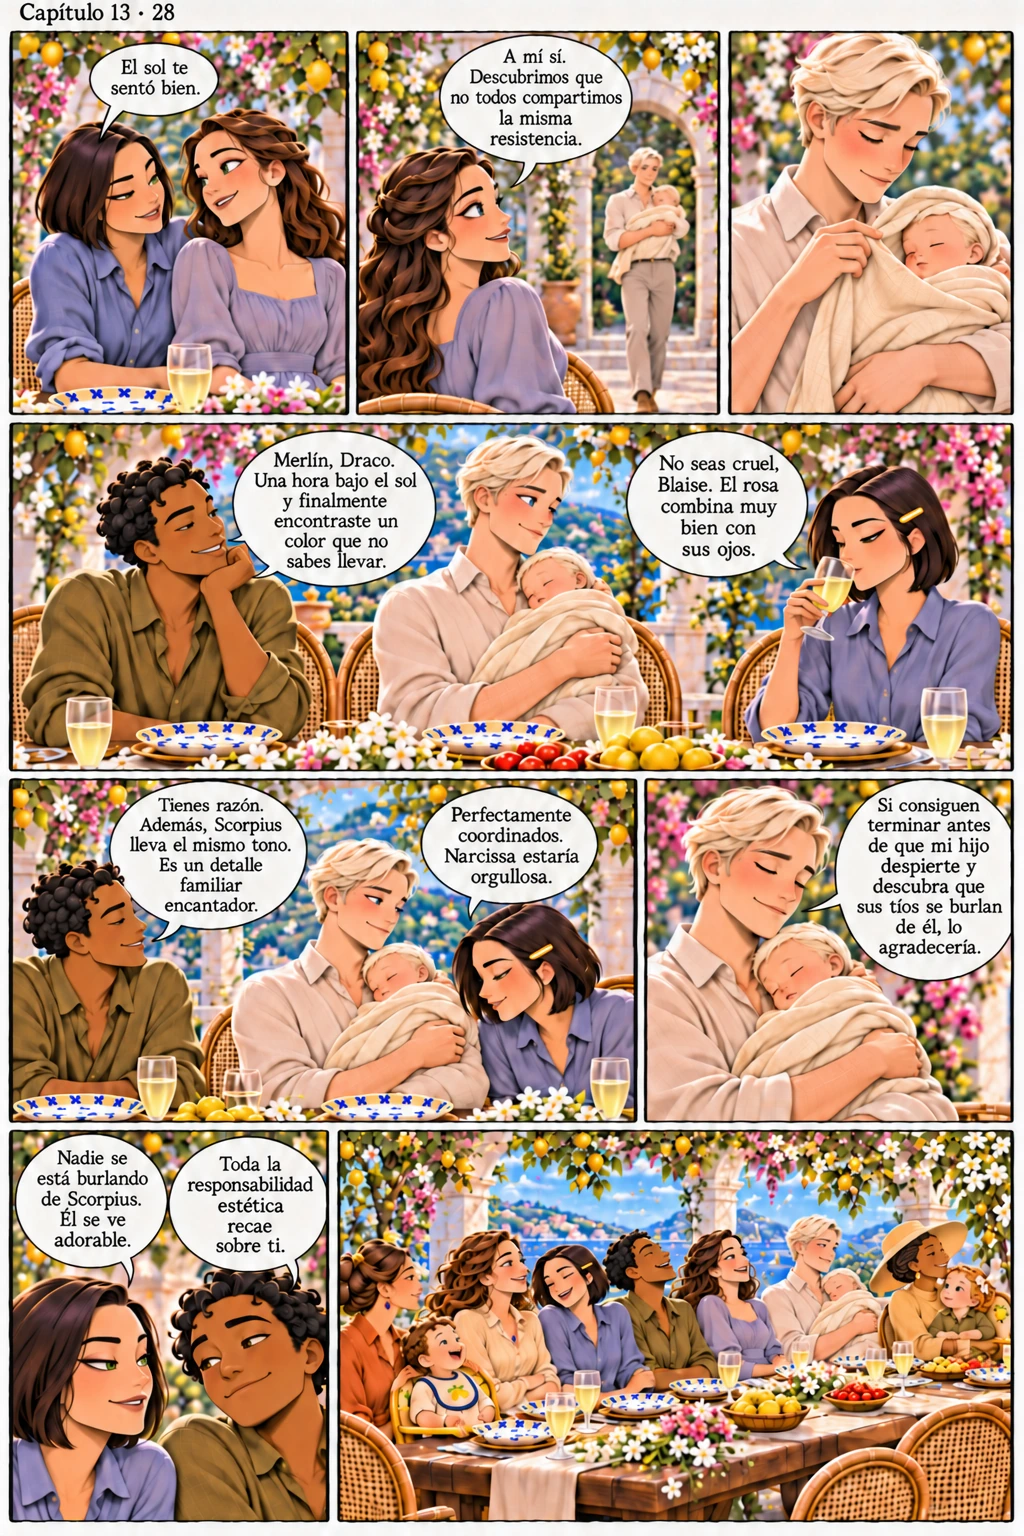 Capítulo 13 · 28
El sol te
sentó bien.
A mí sí.
Descubrimos que
no todos compartimos
la misma
resistencia.
Merlín, Draco.
Una hora bajo el sol
y finalmente
encontraste un
color que no
sabes llevar.
No seas cruel,
Blaise. El rosa
combina muy
bien con
sus ojos.
Tienes razón.
Además, Scorpius
lleva el mismo tono.
Es un detalle
familiar
encantador.
Perfectamente
coordinados.
Narcissa estaría
orgullosa.
Si consiguen
terminar antes
de que mi hijo
despierte y
descubra que
sus tíos se burlan
de él, lo
agradecería.
Nadie se
está burlando
de Scorpius.
Él se ve
adorable.
Toda la
responsabilidad
estética
recae
sobre ti.